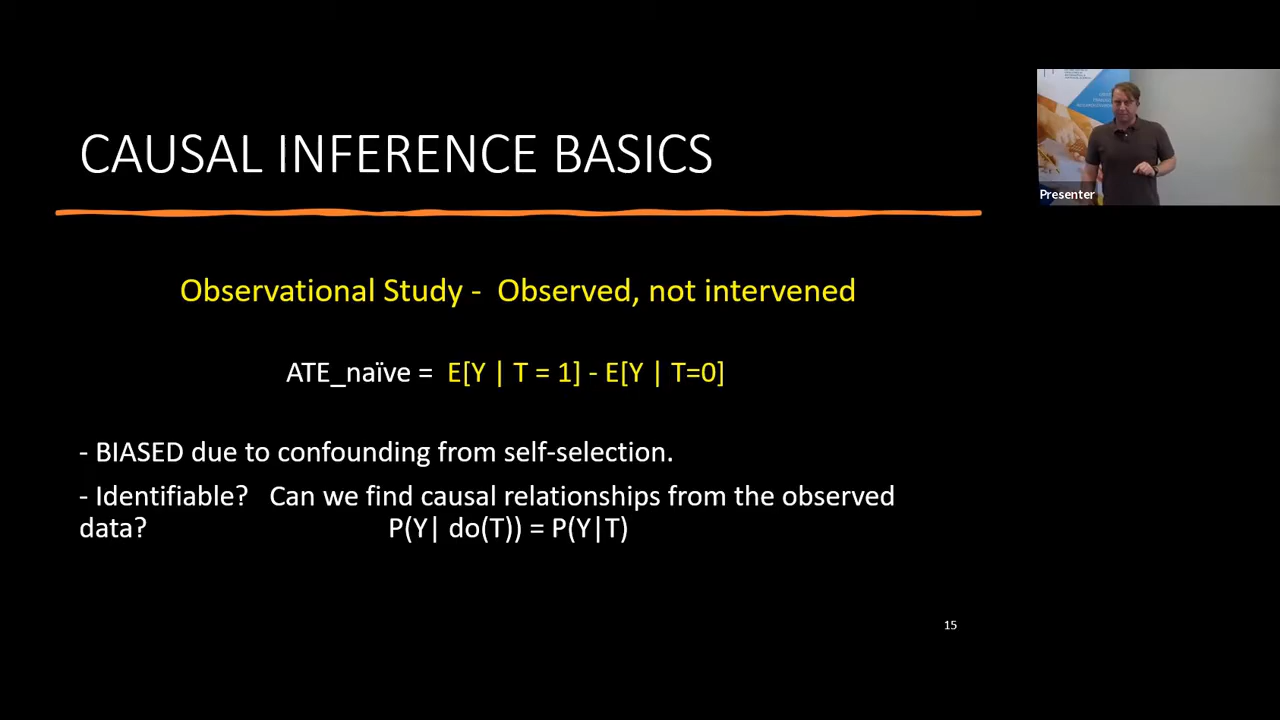 CAUSAL INFERENCE BASICS
Presenter
Observational Study - Observed, not intervened
ATE_naïve = E[Y | T = 1] - E[Y | T=0]
- BIASED due to confounding from self-selection.
- Identifiable? Can we find causal relationships from the observed
data? P(Y| do(T)) = P(Y|T)
15